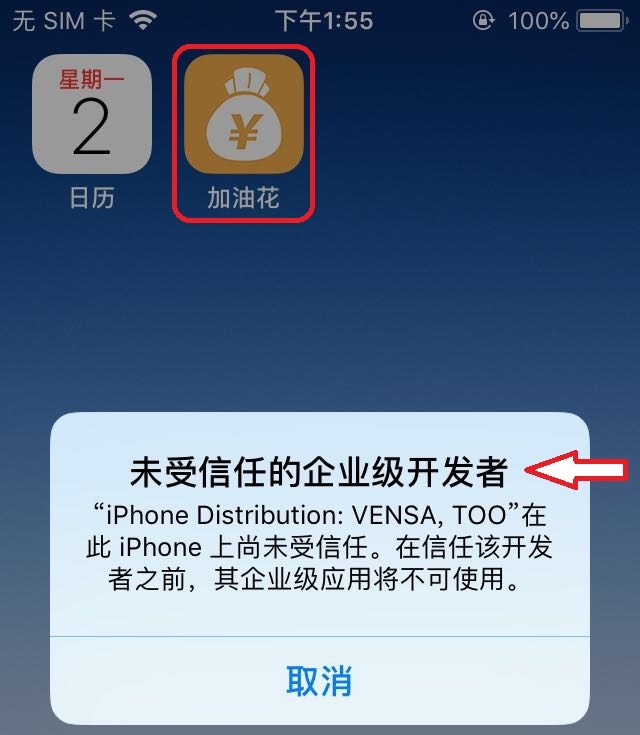 无 SIM 卡 下午1:55 100%
星期一
2
¥
日历 加油花
未受信任的企业级开发者
“iPhone Distribution: VENSA, TOO”在
此 iPhone 上尚未受信任。在信任该开发
者之前，其企业级应用将不可使用。
取消